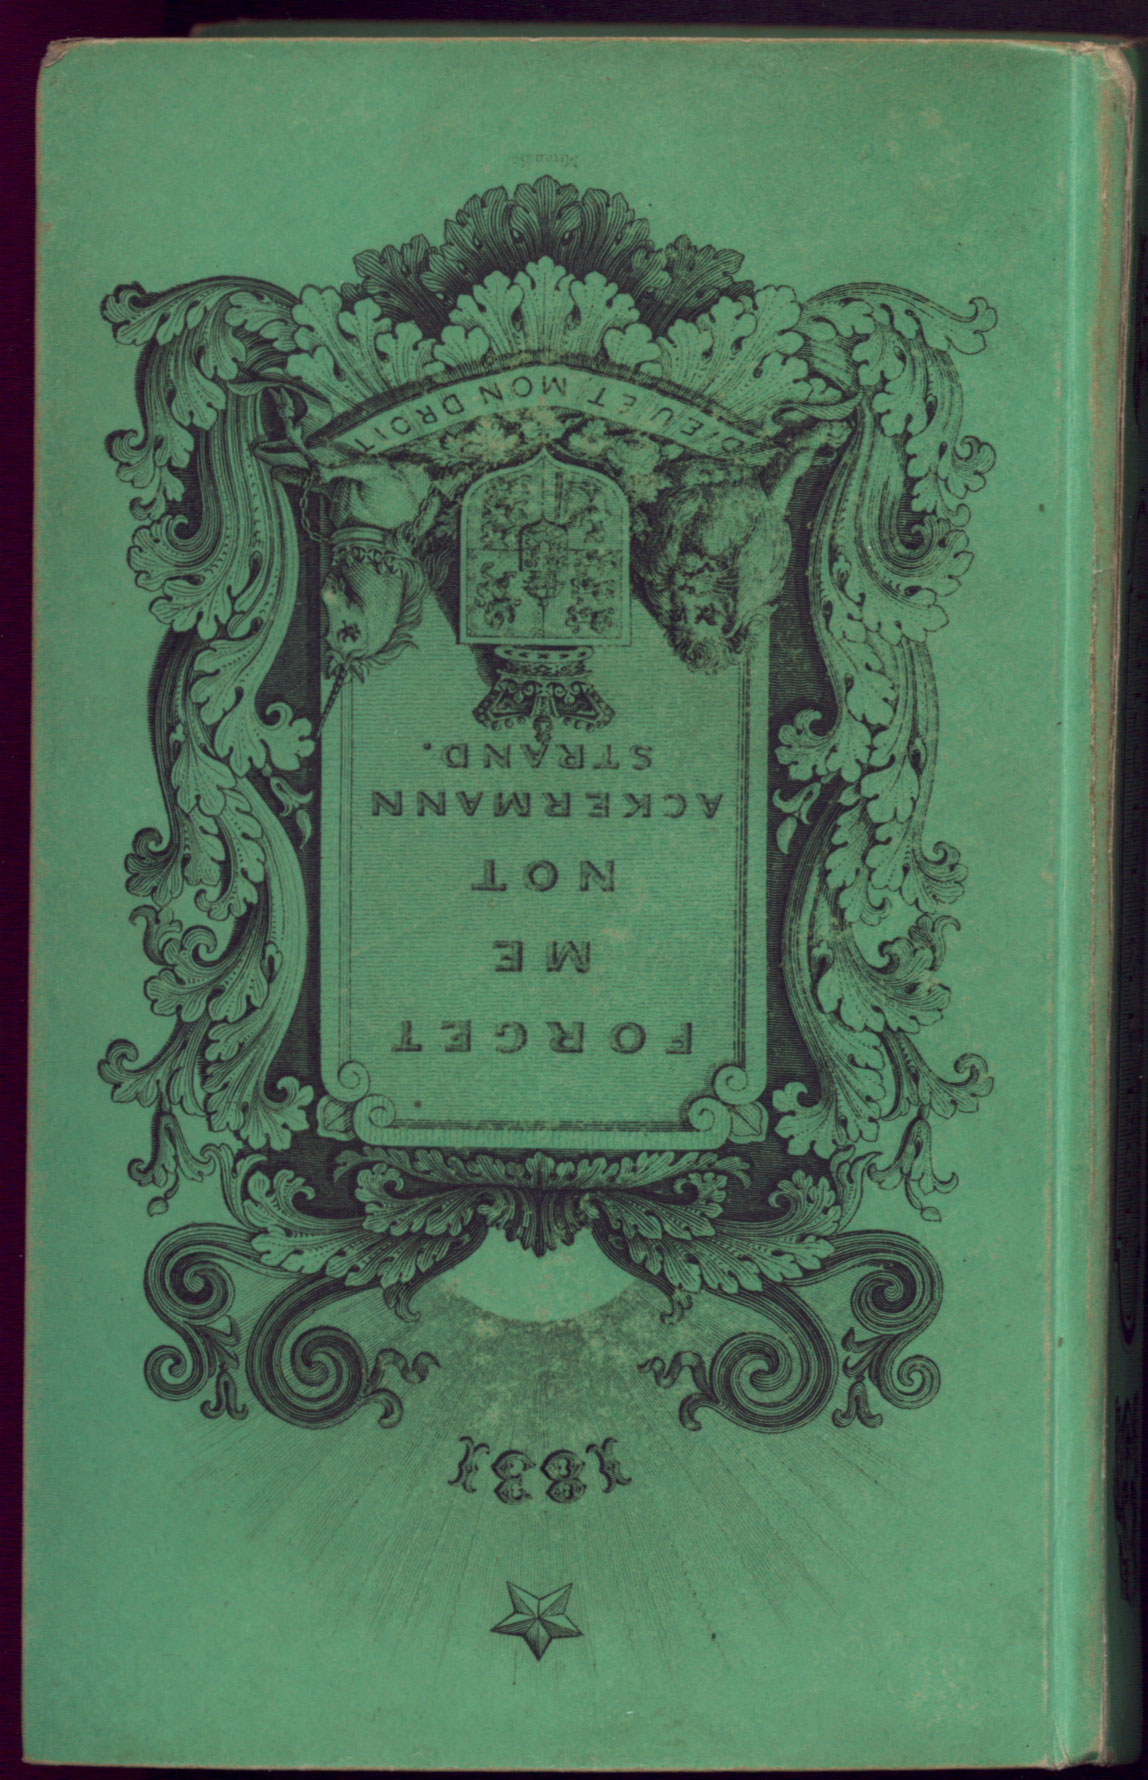 1831
FORGET
ME
NOT
ACKERMANN
STRAND.
DIEU ET MON DROIT